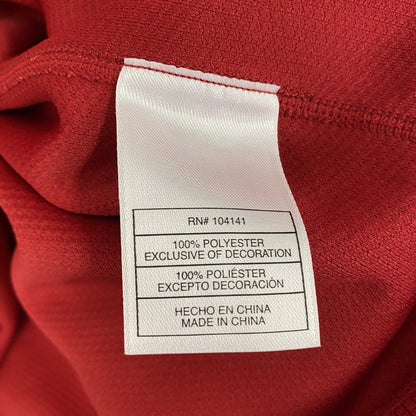 RN# 104141
100% POLYESTER
EXCLUSIVE OF DECORATION
100% POLIÉSTER
EXCEPTO DECORACIÓN
HECHO EN CHINA
MADE IN CHINA